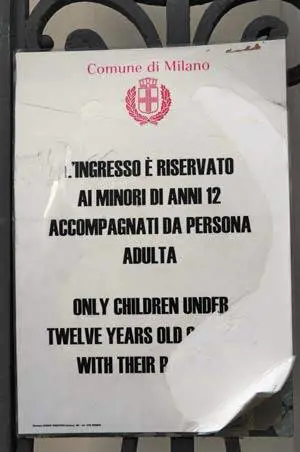 Comune di Milano
L'INGRESSO È RISERVATO
AI MINORI DI ANNI 12
ACCOMPAGNATI DA PERSONA
ADULTA
ONLY CHILDREN UNDER
TWELVE YEARS OLD
WITH THEIR